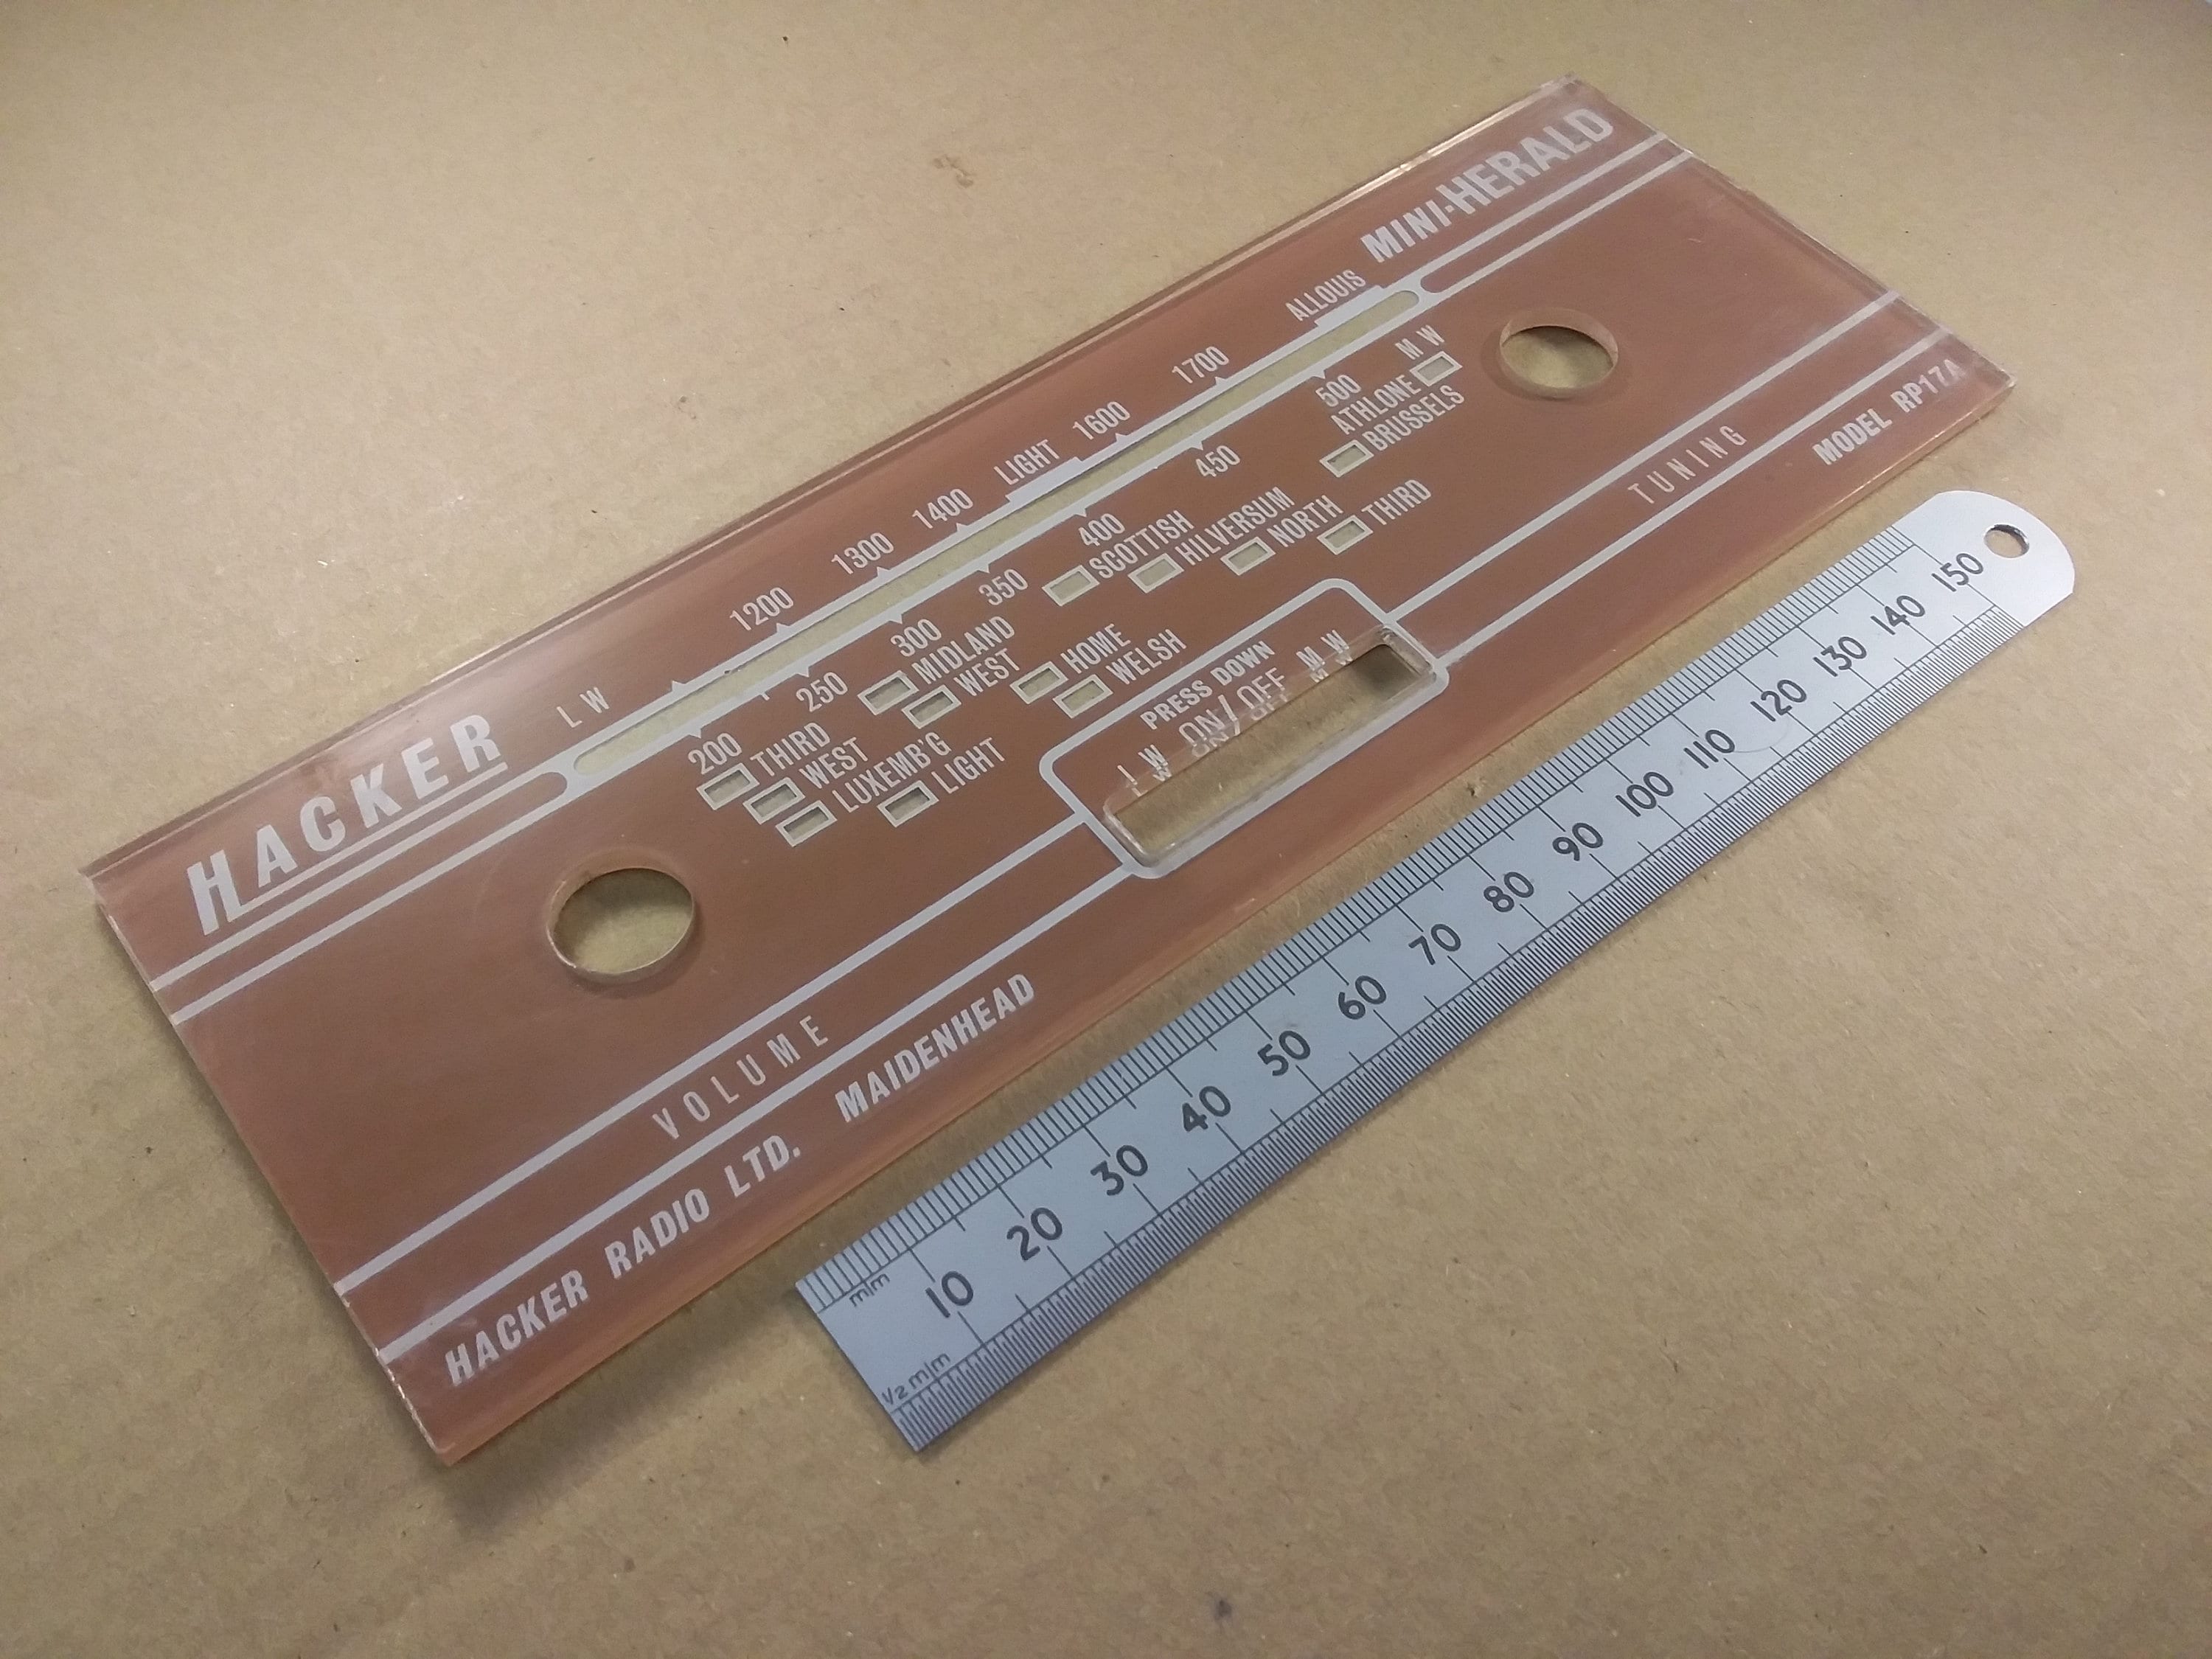 HACKER
MINI-HERALD
LW 1200 1300 1400 LIGHT 1600 1700 ALLOUIS
200 250 300 350 400 450 500 MW
THIRD MIDLAND SCOTTISH ATHLONE
WEST WEST HILVERSUM BRUSSELS
LUXEMB'G HOME NORTH
LIGHT WELSH THIRD
PRESS DOWN
LW ON/OFF MW
VOLUME
TUNING
HACKER RADIO LTD. MAIDENHEAD
MODEL RP17A
m|m
10 20 30 40 50 60 70 80 90 100 110 120 130 140 150
1/2 m|m